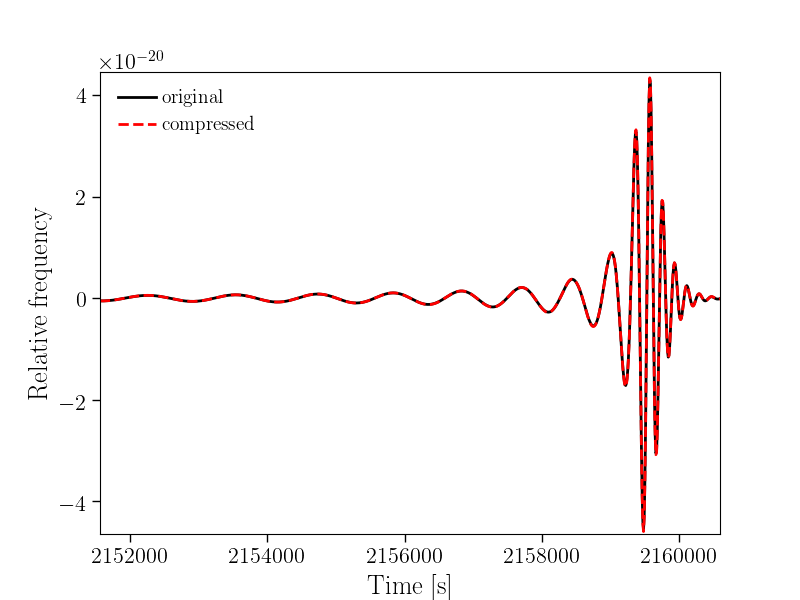 ×10⁻²⁰
original
compressed
4
2
0
−2
−4
Relative frequency
2152000 2154000 2156000 2158000 2160000
Time [s]